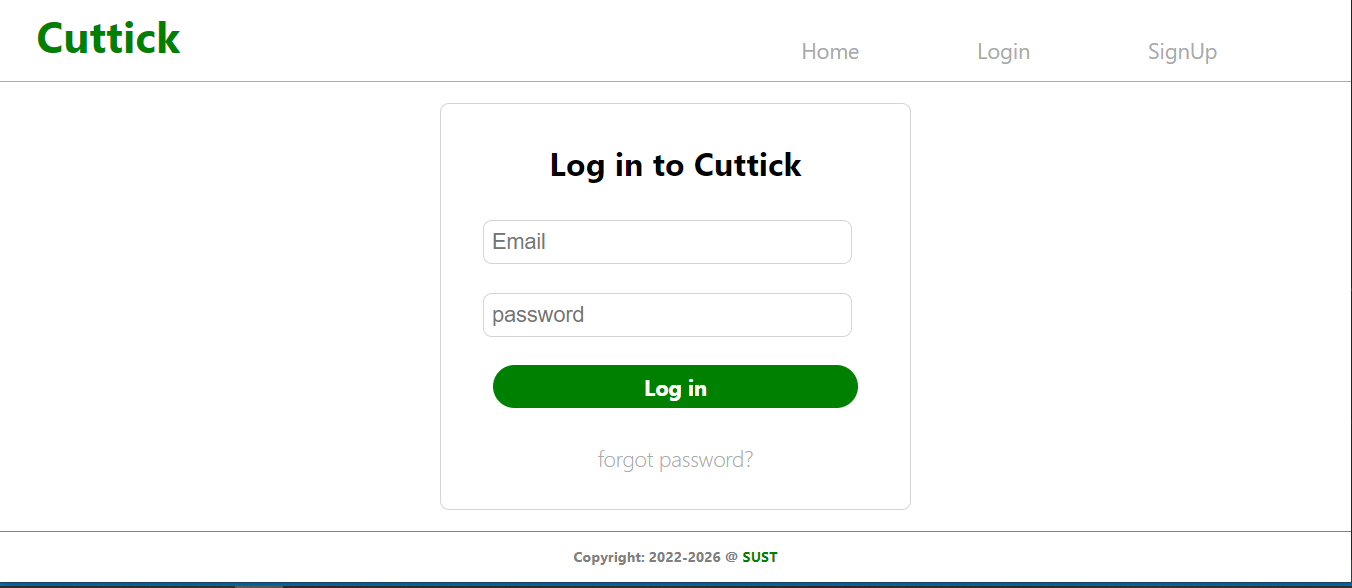 Cuttick
Home Login SignUp
Log in to Cuttick
Email
password
Log in
forgot password?
Copyright: 2022-2026 @ SUST